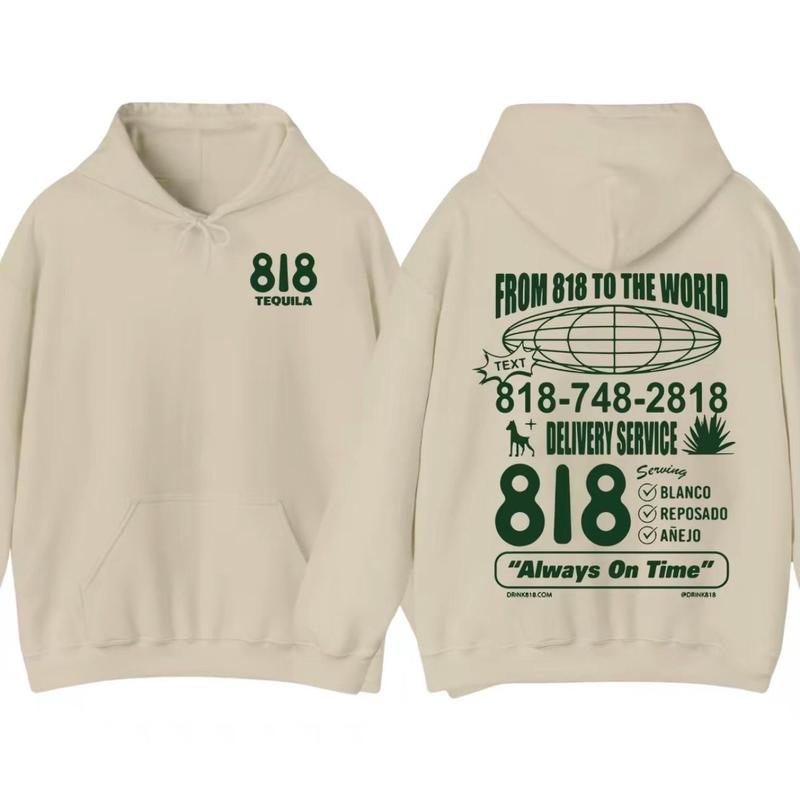 818
TEQUILA
FROM 818 TO THE WORLD
TEXT
818-748-2818
DELIVERY SERVICE
818
Serving
BLANCO
REPOSADO
AÑEJO
“Always On Time”
DRINK818.COM
@DRINK818